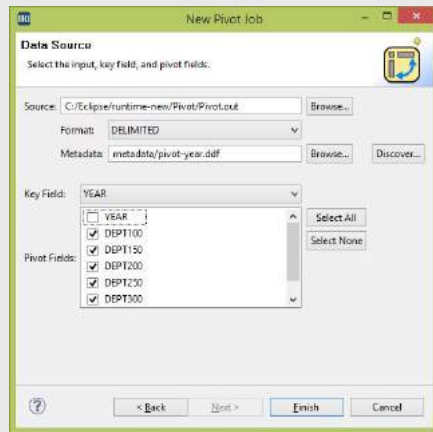 IRI
New Pivot Job
Data Source
Select the input, key field, and pivot fields.
Source: C:/Eclipse/runtime-new/Pivot/Pivot.out Browse...
Format: DELIMITED
Metadata: metadata/pivot-year.ddf Browse... Discover...
Key Field: YEAR
YEAR Select All
DEPT100 Select None
DEPT150
Pivot Fields: DEPT200
DEPT250
DEPT300
? < Back Next > Finish Cancel